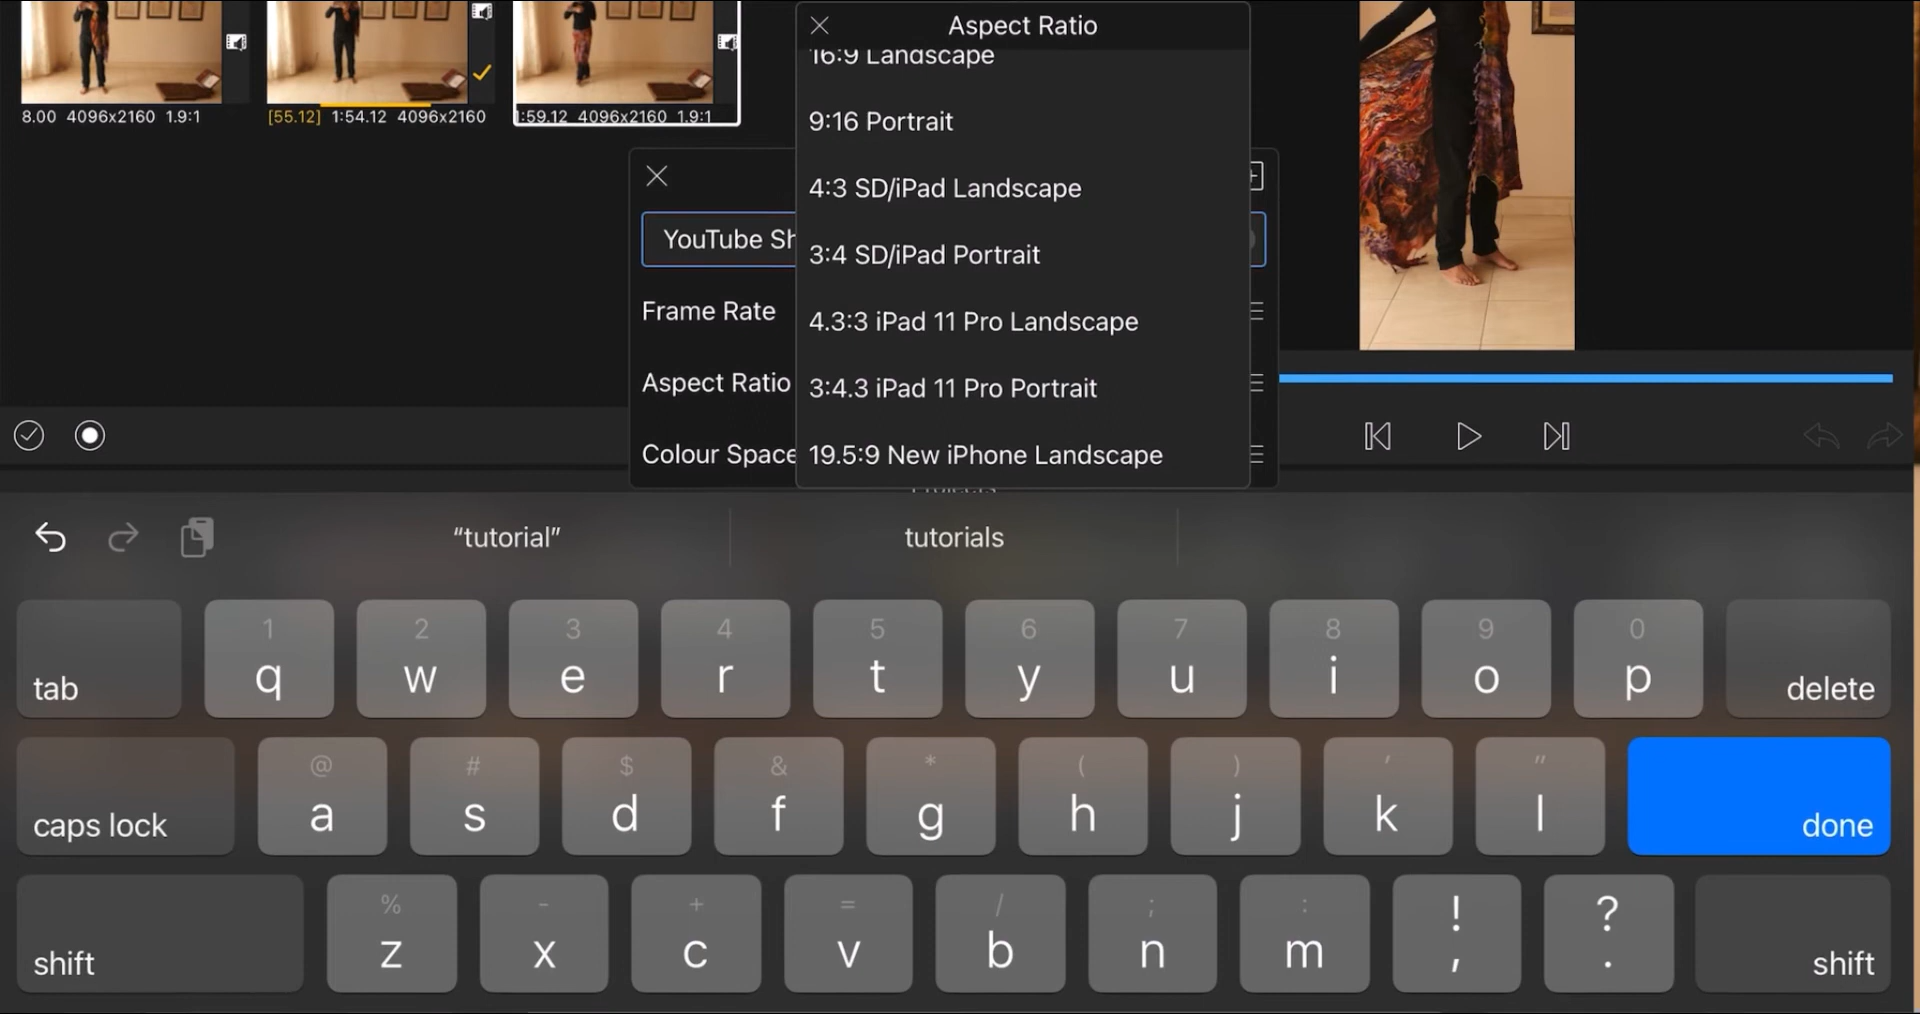 Aspect Ratio
16:9 Landscape
9:16 Portrait
4:3 SD/iPad Landscape
3:4 SD/iPad Portrait
4.3:3 iPad 11 Pro Landscape
3:4.3 iPad 11 Pro Portrait
19.5:9 New iPhone Landscape
8.00 4096x2160 1.9:1
[55.12] 1:54.12 4096x2160
1:59.12 4096x2160 1.9:1
YouTube Sh
Frame Rate
Aspect Ratio
Colour Space
Projects
“tutorial” tutorials
1 2 3 4 5 6 7 8 9 0
tab q w e r t y u i o p delete
@ # $ & * ( ) ' "
caps lock a s d f g h j k l done
% - + = / ; : ! ?
shift z x c v b n m , . shift